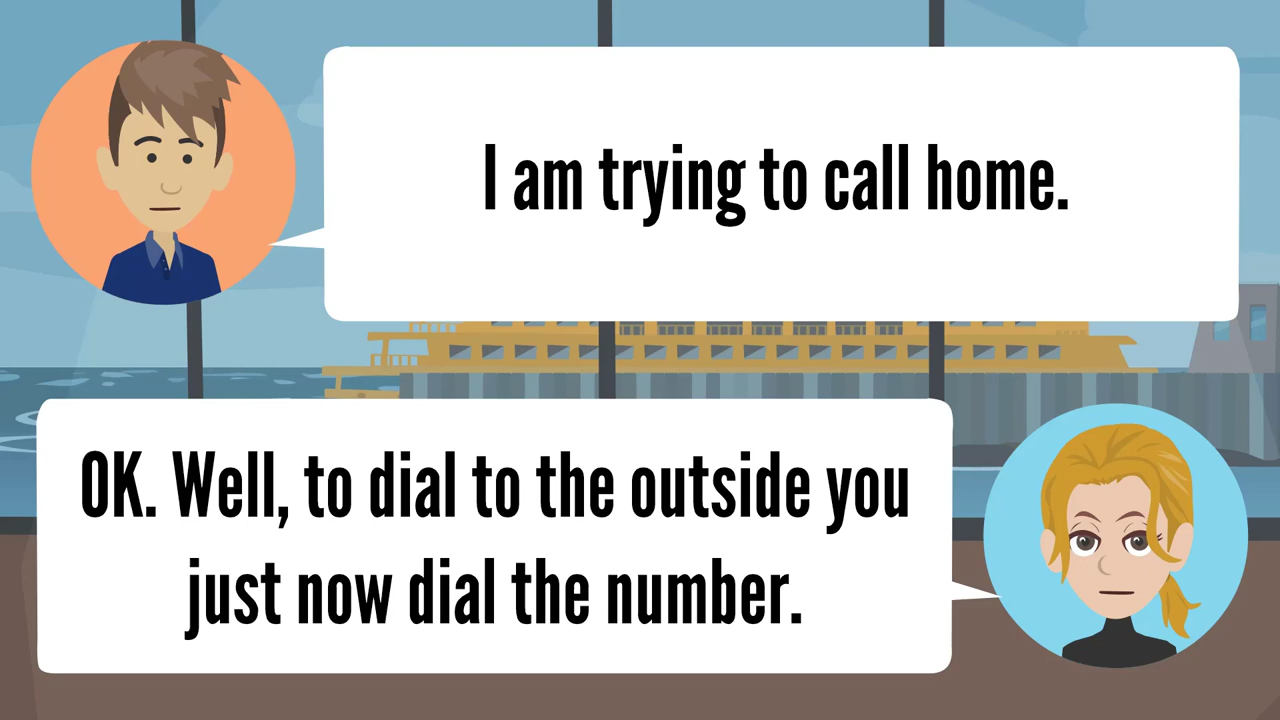 I am trying to call home.
OK. Well, to dial to the outside you
just now dial the number.